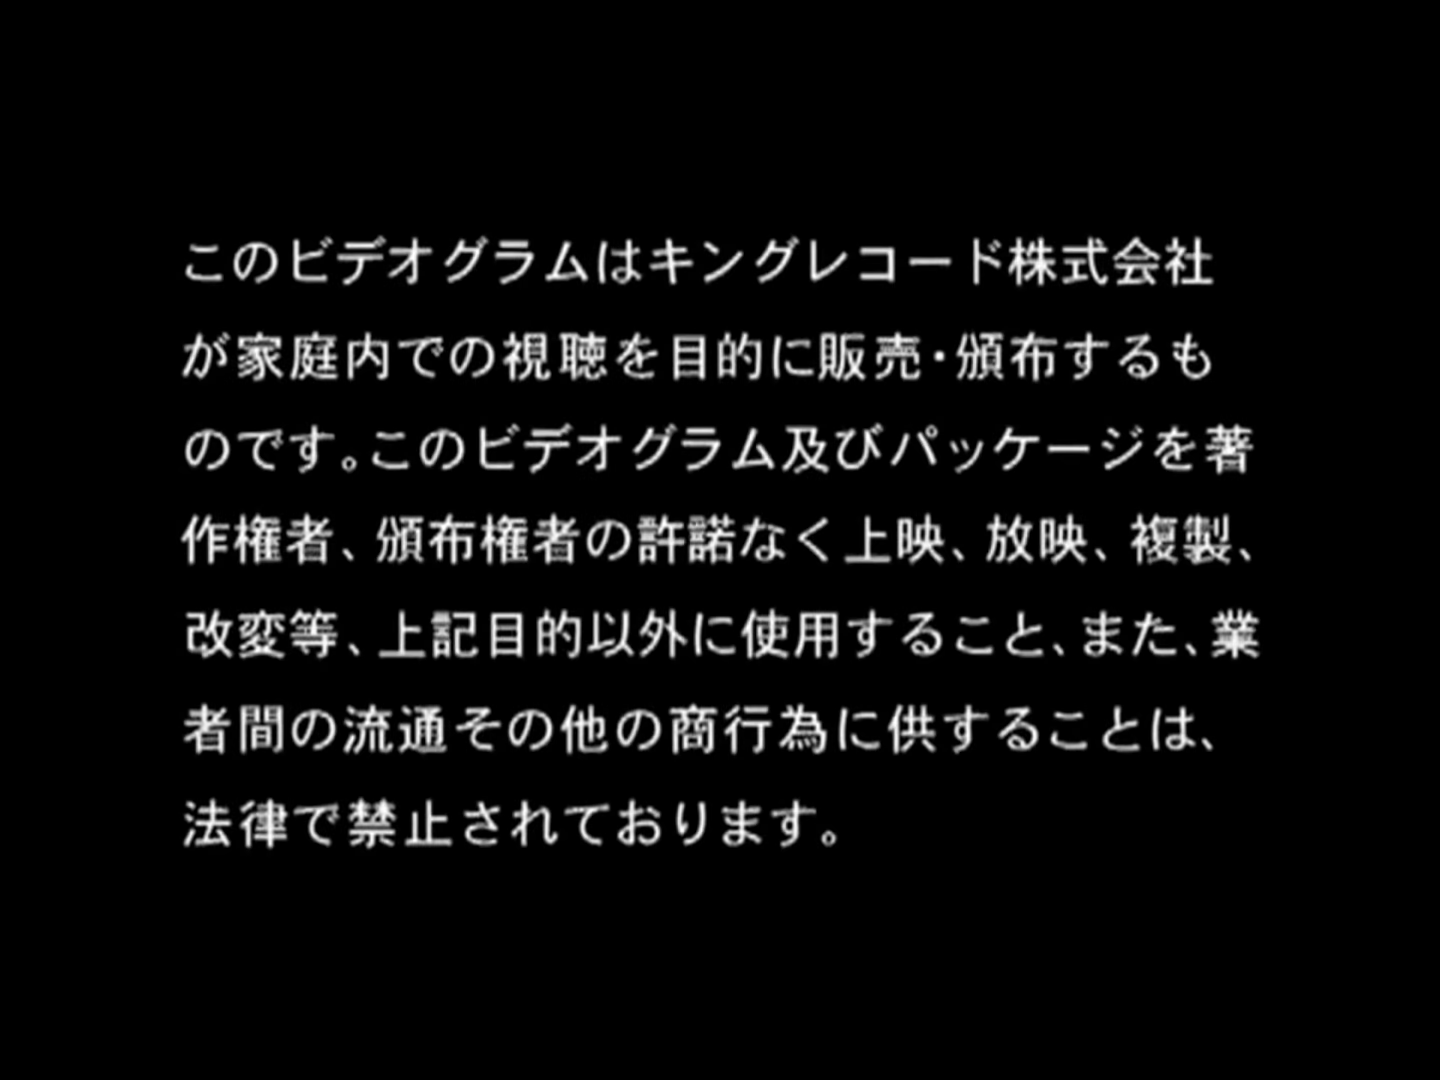 このビデオグラムはキングレコード株式会社
が家庭内での視聴を目的に販売・頒布するも
のです。このビデオグラム及びパッケージを著
作権者、頒布権者の許諾なく上映、放映、複製、
改変等、上記目的以外に使用すること、また、業
者間の流通その他の商行為に供することは、
法律で禁止されております。